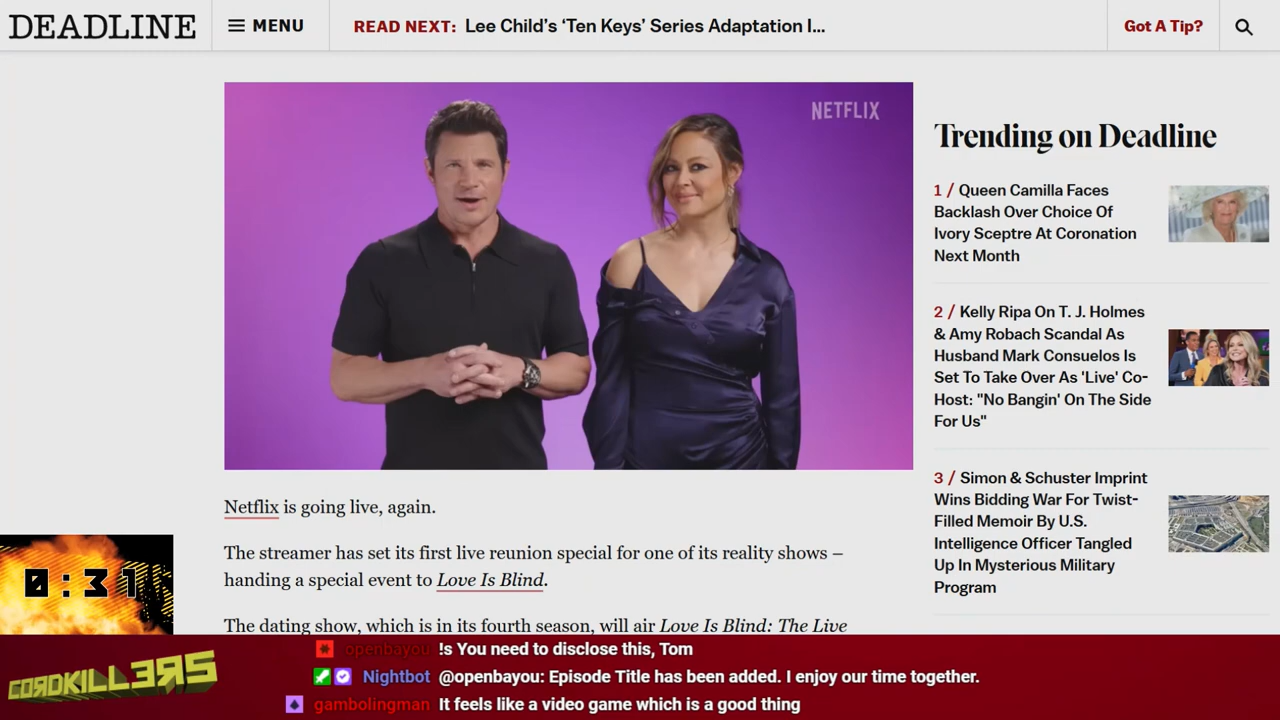 DEADLINE
MENU
READ NEXT: Lee Child's 'Ten Keys' Series Adaptation I...
Got A Tip?
NETFLIX
Netflix is going live, again.
The streamer has set its first live reunion special for one of its reality shows –
handing a special event to Love Is Blind.
The dating show, which is in its fourth season, will air Love Is Blind: The Live
Trending on Deadline
1 / Queen Camilla Faces
Backlash Over Choice Of
Ivory Sceptre At Coronation
Next Month
2 / Kelly Ripa On T. J. Holmes
& Amy Robach Scandal As
Husband Mark Consuelos Is
Set To Take Over As 'Live' Co-
Host: "No Bangin' On The Side
For Us"
3 / Simon & Schuster Imprint
Wins Bidding War For Twist-
Filled Memoir By U.S.
Intelligence Officer Tangled
Up In Mysterious Military
Program
0:31
CORDKILLERS
openbayou !s You need to disclose this, Tom
Nightbot @openbayou: Episode Title has been added. I enjoy our time together.
gambolingman It feels like a video game which is a good thing